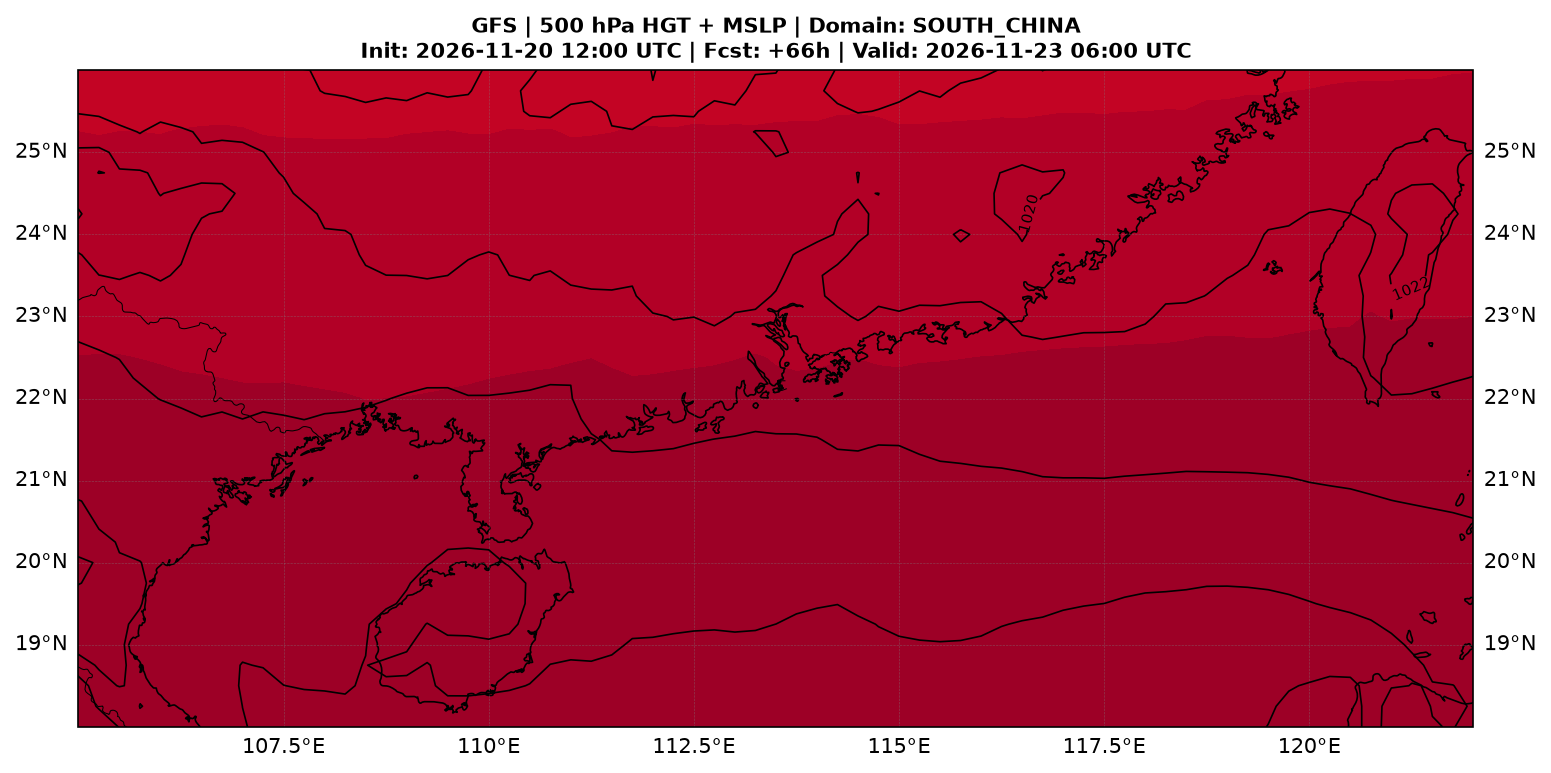 GFS | 500 hPa HGT + MSLP | Domain: SOUTH_CHINA
Init: 2026-11-20 12:00 UTC | Fcst: +66h | Valid: 2026-11-23 06:00 UTC
25°N 25°N
24°N 24°N
23°N 23°N
22°N 22°N
21°N 21°N
20°N 20°N
19°N 19°N
1020
1022
107.5°E 110°E 112.5°E 115°E 117.5°E 120°E